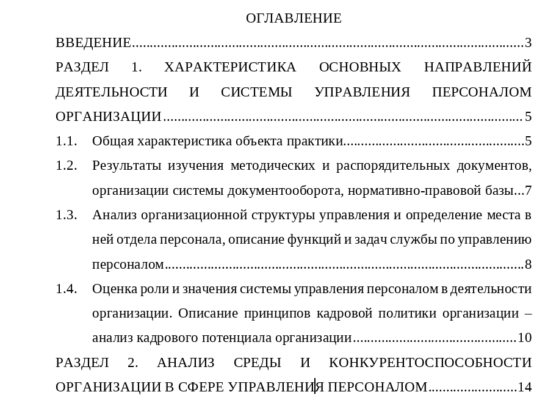 ОГЛАВЛЕНИЕ
ВВЕДЕНИЕ..........................................................................................................3
РАЗДЕЛ 1. ХАРАКТЕРИСТИКА ОСНОВНЫХ НАПРАВЛЕНИЙ
ДЕЯТЕЛЬНОСТИ И СИСТЕМЫ УПРАВЛЕНИЯ ПЕРСОНАЛОМ
ОРГАНИЗАЦИИ.................................................................................................5
1.1. Общая характеристика объекта практики.................................................5
1.2. Результаты изучения методических и распорядительных документов,
организации системы документооборота, нормативно-правовой базы...7
1.3. Анализ организационной структуры управления и определение места в
ней отдела персонала, описание функций и задач службы по управлению
персоналом.................................................................................................8
1.4. Оценка роли и значения системы управления персоналом в деятельности
организации. Описание принципов кадровой политики организации –
анализ кадрового потенциала организации............................................10
РАЗДЕЛ 2. АНАЛИЗ СРЕДЫ И КОНКУРЕНТОСПОСОБНОСТИ
ОРГАНИЗАЦИИ В СФЕРЕ УПРАВЛЕНИЯ ПЕРСОНАЛОМ........................14